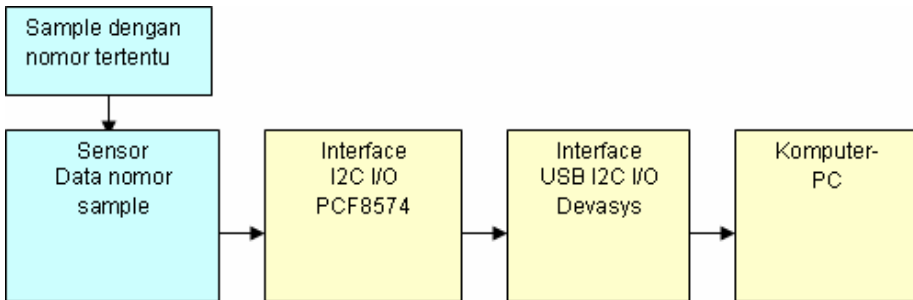 Sample dengan
nomor tertentu
Sensor
Data nomor
sample
Interface
I2C I/O
PCF8574
Interface
USB I2C I/O
Devasys
Komputer-
PC